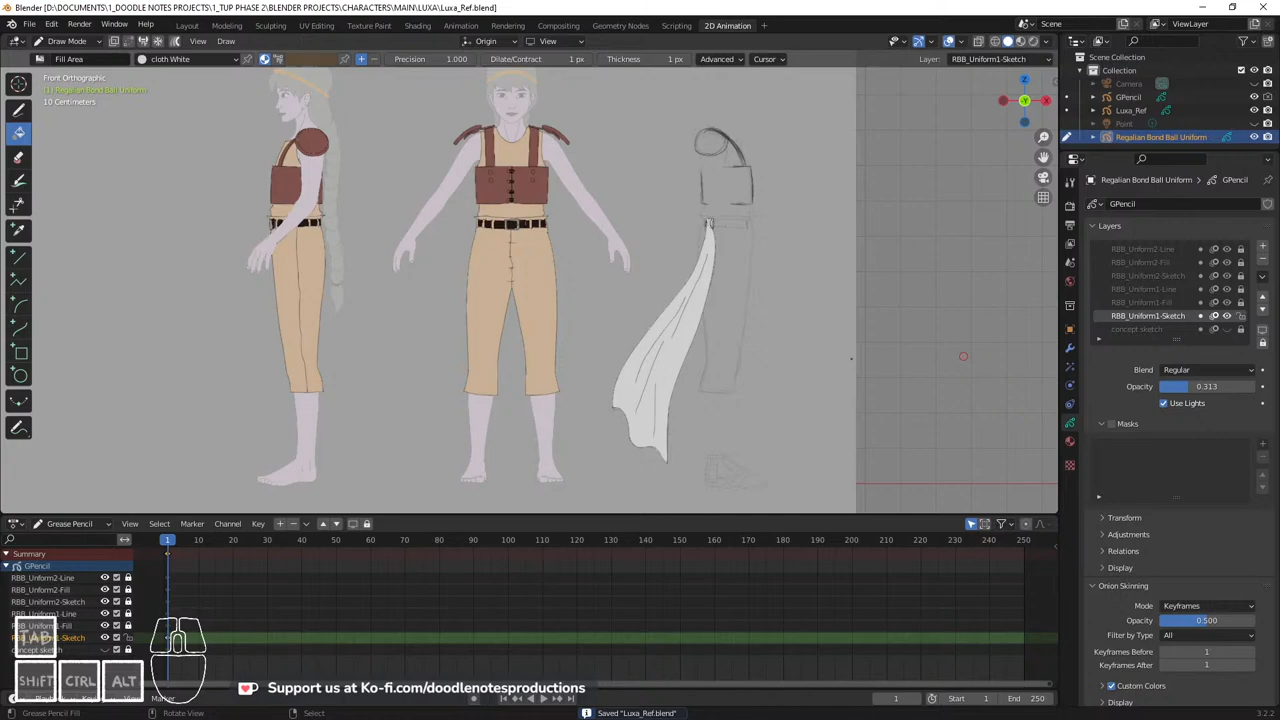 Blender [D:\DOCUMENTS\1_DOODLE NOTES PROJECTS\1_TUP PHASE 2\BLENDER PROJECTS\CHARACTERS\MAIN\LUXA\Luxa_Ref.blend]
File Edit Render Window Help Layout Modeling Sculpting UV Editing Texture Paint Shading Animation Rendering Compositing Geometry Nodes Scripting 2D Animation + Scene ViewLayer
Draw Mode View Draw Origin View
Fill Area cloth White Precision 1.000 Dilate/Contract 1 px Thickness 1 px Advanced Cursor Layer: RBB_Uniform1-Sketch
Front Orthographic
(1) Regalian Bond Ball Uniform
10 Centimeters
Z
-Y
X
Scene Collection
Collection
Camera
GPencil
Luxa_Ref
Point
Regalian Bond Ball Uniform
Regalian Bond Ball Uniform GPencil
GPencil
Layers
RBB_Uniform2-Line
RBB_Uniform2-Fill
RBB_Uniform2-Sketch
RBB_Uniform1-Line
RBB_Uniform1-Fill
RBB_Uniform1-Sketch
concept sketch
Blend Regular
Opacity 0.313
Use Lights
Masks
Transform
Adjustments
Relations
Display
Onion Skinning
Mode Keyframes
Opacity 0.500
Filter by Type All
Keyframes Before 1
Keyframes After 1
Custom Colors
Display
Grease Pencil View Select Marker Channel Key
1 10 20 30 40 50 60 70 80 90 100 110 120 130 140 150 160 170 180 190 200 210 220 230 240 250
Summary
GPencil
RBB_Uniform2-Line
RBB_Uniform2-Fill
RBB_Uniform2-Sketch
TAB
SHIFT CTRL ALT
Support us at Ko-fi.com/doodlenotesproductions
1 Start 1 End 250
Grease Pencil Fill Rotate View Select Saved "Luxa_Ref.blend" 3.2.2